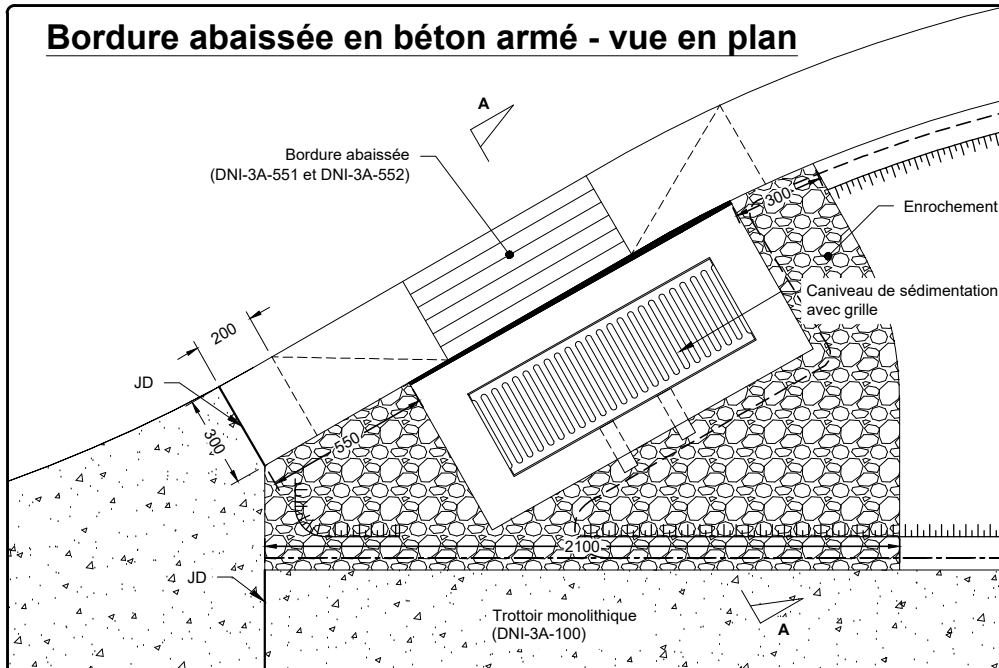 Bordure abaissée en béton armé - vue en plan
A
Bordure abaissée
(DNI-3A-551 et DNI-3A-552)
300
Enrochement
Caniveau de sédimentation
avec grille
200
JD
300
550
2100
JD
Trottoir monolithique
(DNI-3A-100)
A